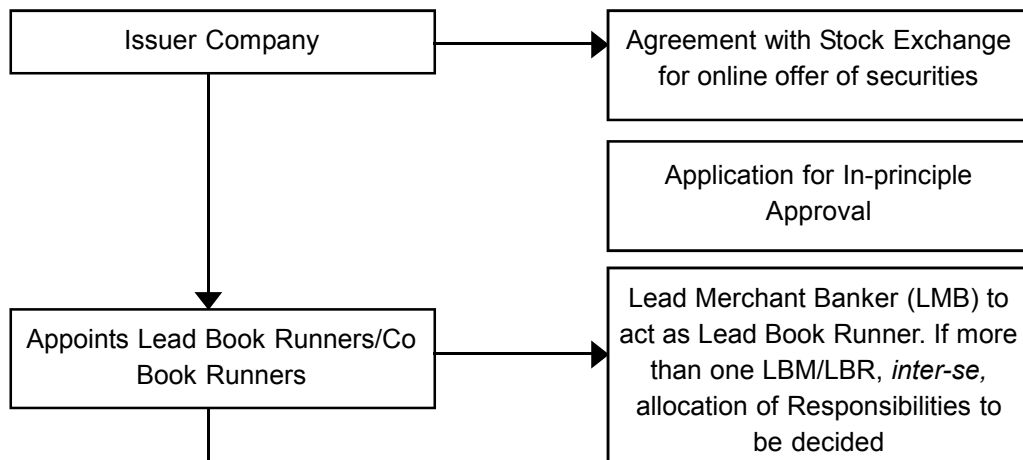 Issuer Company
Agreement with Stock Exchange
for online offer of securities
Application for In-principle
Approval
Appoints Lead Book Runners/Co
Book Runners
Lead Merchant Banker (LMB) to
act as Lead Book Runner. If more
than one LBM/LBR, inter-se,
allocation of Responsibilities to
be decided